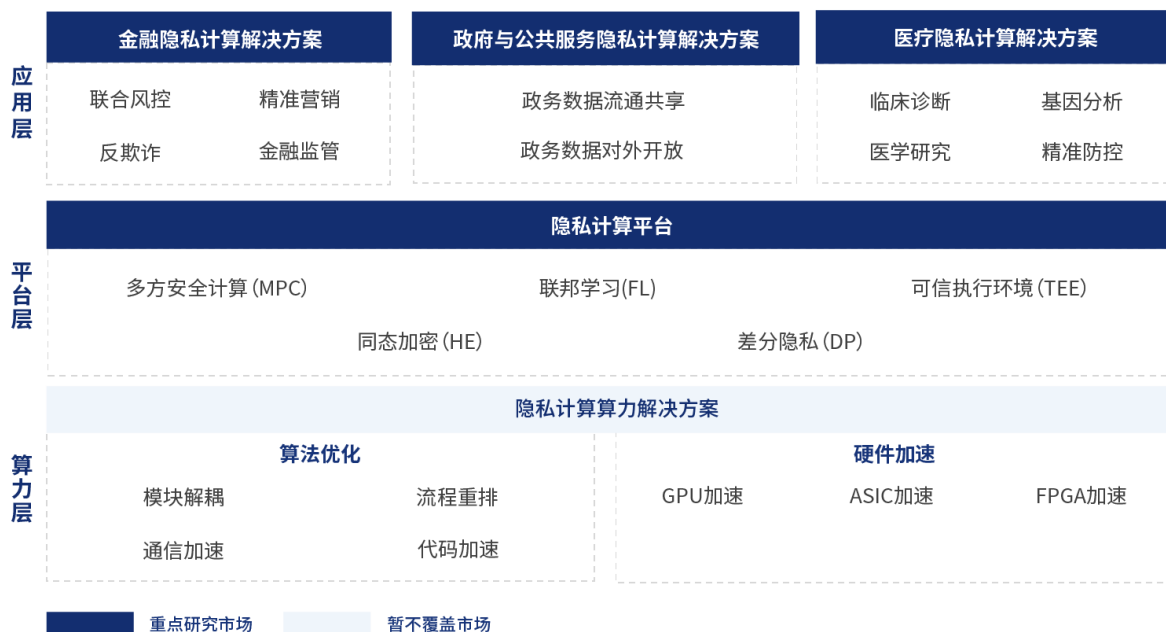 应用层
金融隐私计算解决方案
联合风控 精准营销
反欺诈 金融监管
政府与公共服务隐私计算解决方案
政务数据流通共享
政务数据对外开放
医疗隐私计算解决方案
临床诊断 基因分析
医学研究 精准防控
平台层
隐私计算平台
多方安全计算（MPC） 联邦学习(FL) 可信执行环境（TEE）
同态加密（HE） 差分隐私（DP）
算力层
隐私计算算力解决方案
算法优化
模块解耦 流程重排
通信加速 代码加速
硬件加速
GPU加速 ASIC加速 FPGA加速
重点研究市场 暂不覆盖市场